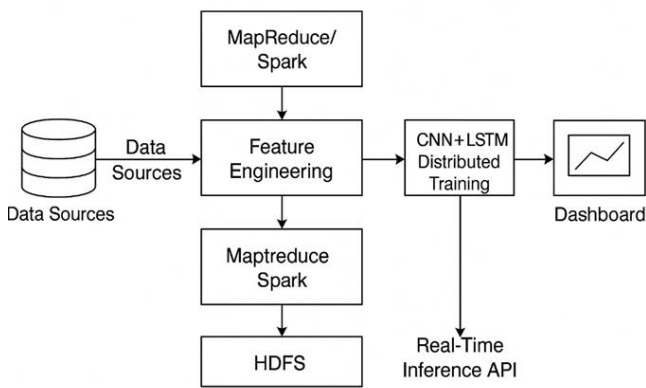 MapReduce/
Spark
Data
Sources
Data Sources
Feature
Engineering
CNN+LSTM
Distributed
Training
Dashboard
Maptreduce
Spark
HDFS
Real-Time
Inference API